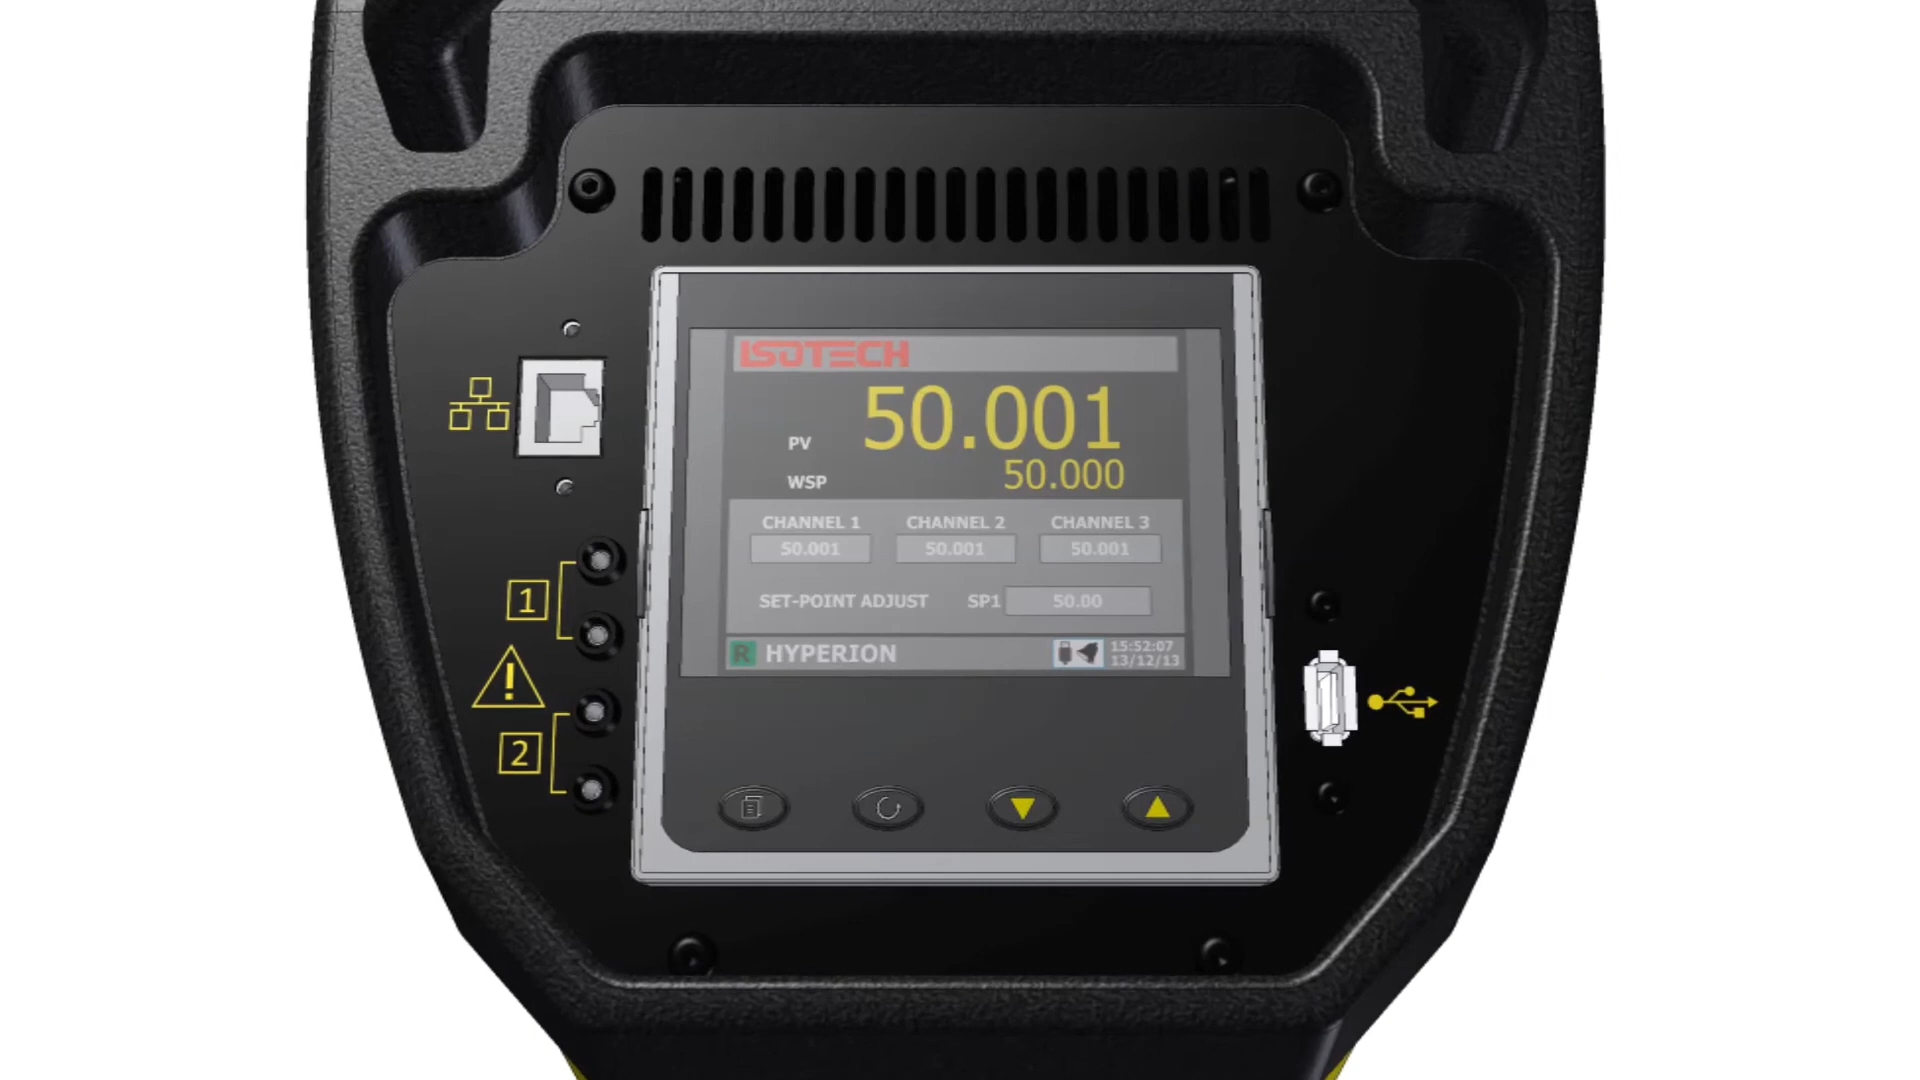 ISOTECH
PV 50.001
WSP 50.000
CHANNEL 1 CHANNEL 2 CHANNEL 3
50.001 50.001 50.001
SET-POINT ADJUST SP1 50.00
R HYPERION 15:52:07
13/12/13
1
2